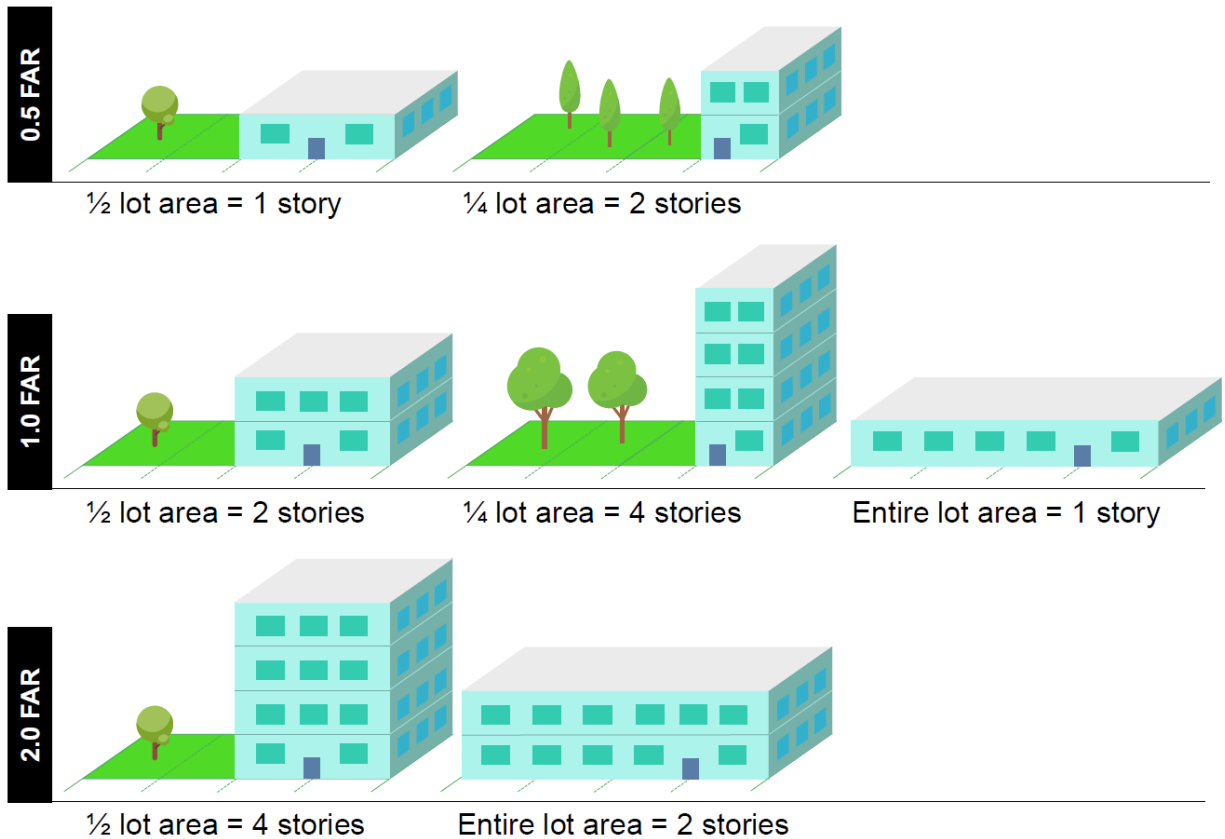 0.5 FAR
½ lot area = 1 story
¼ lot area = 2 stories
1.0 FAR
½ lot area = 2 stories
¼ lot area = 4 stories
Entire lot area = 1 story
2.0 FAR
½ lot area = 4 stories
Entire lot area = 2 stories